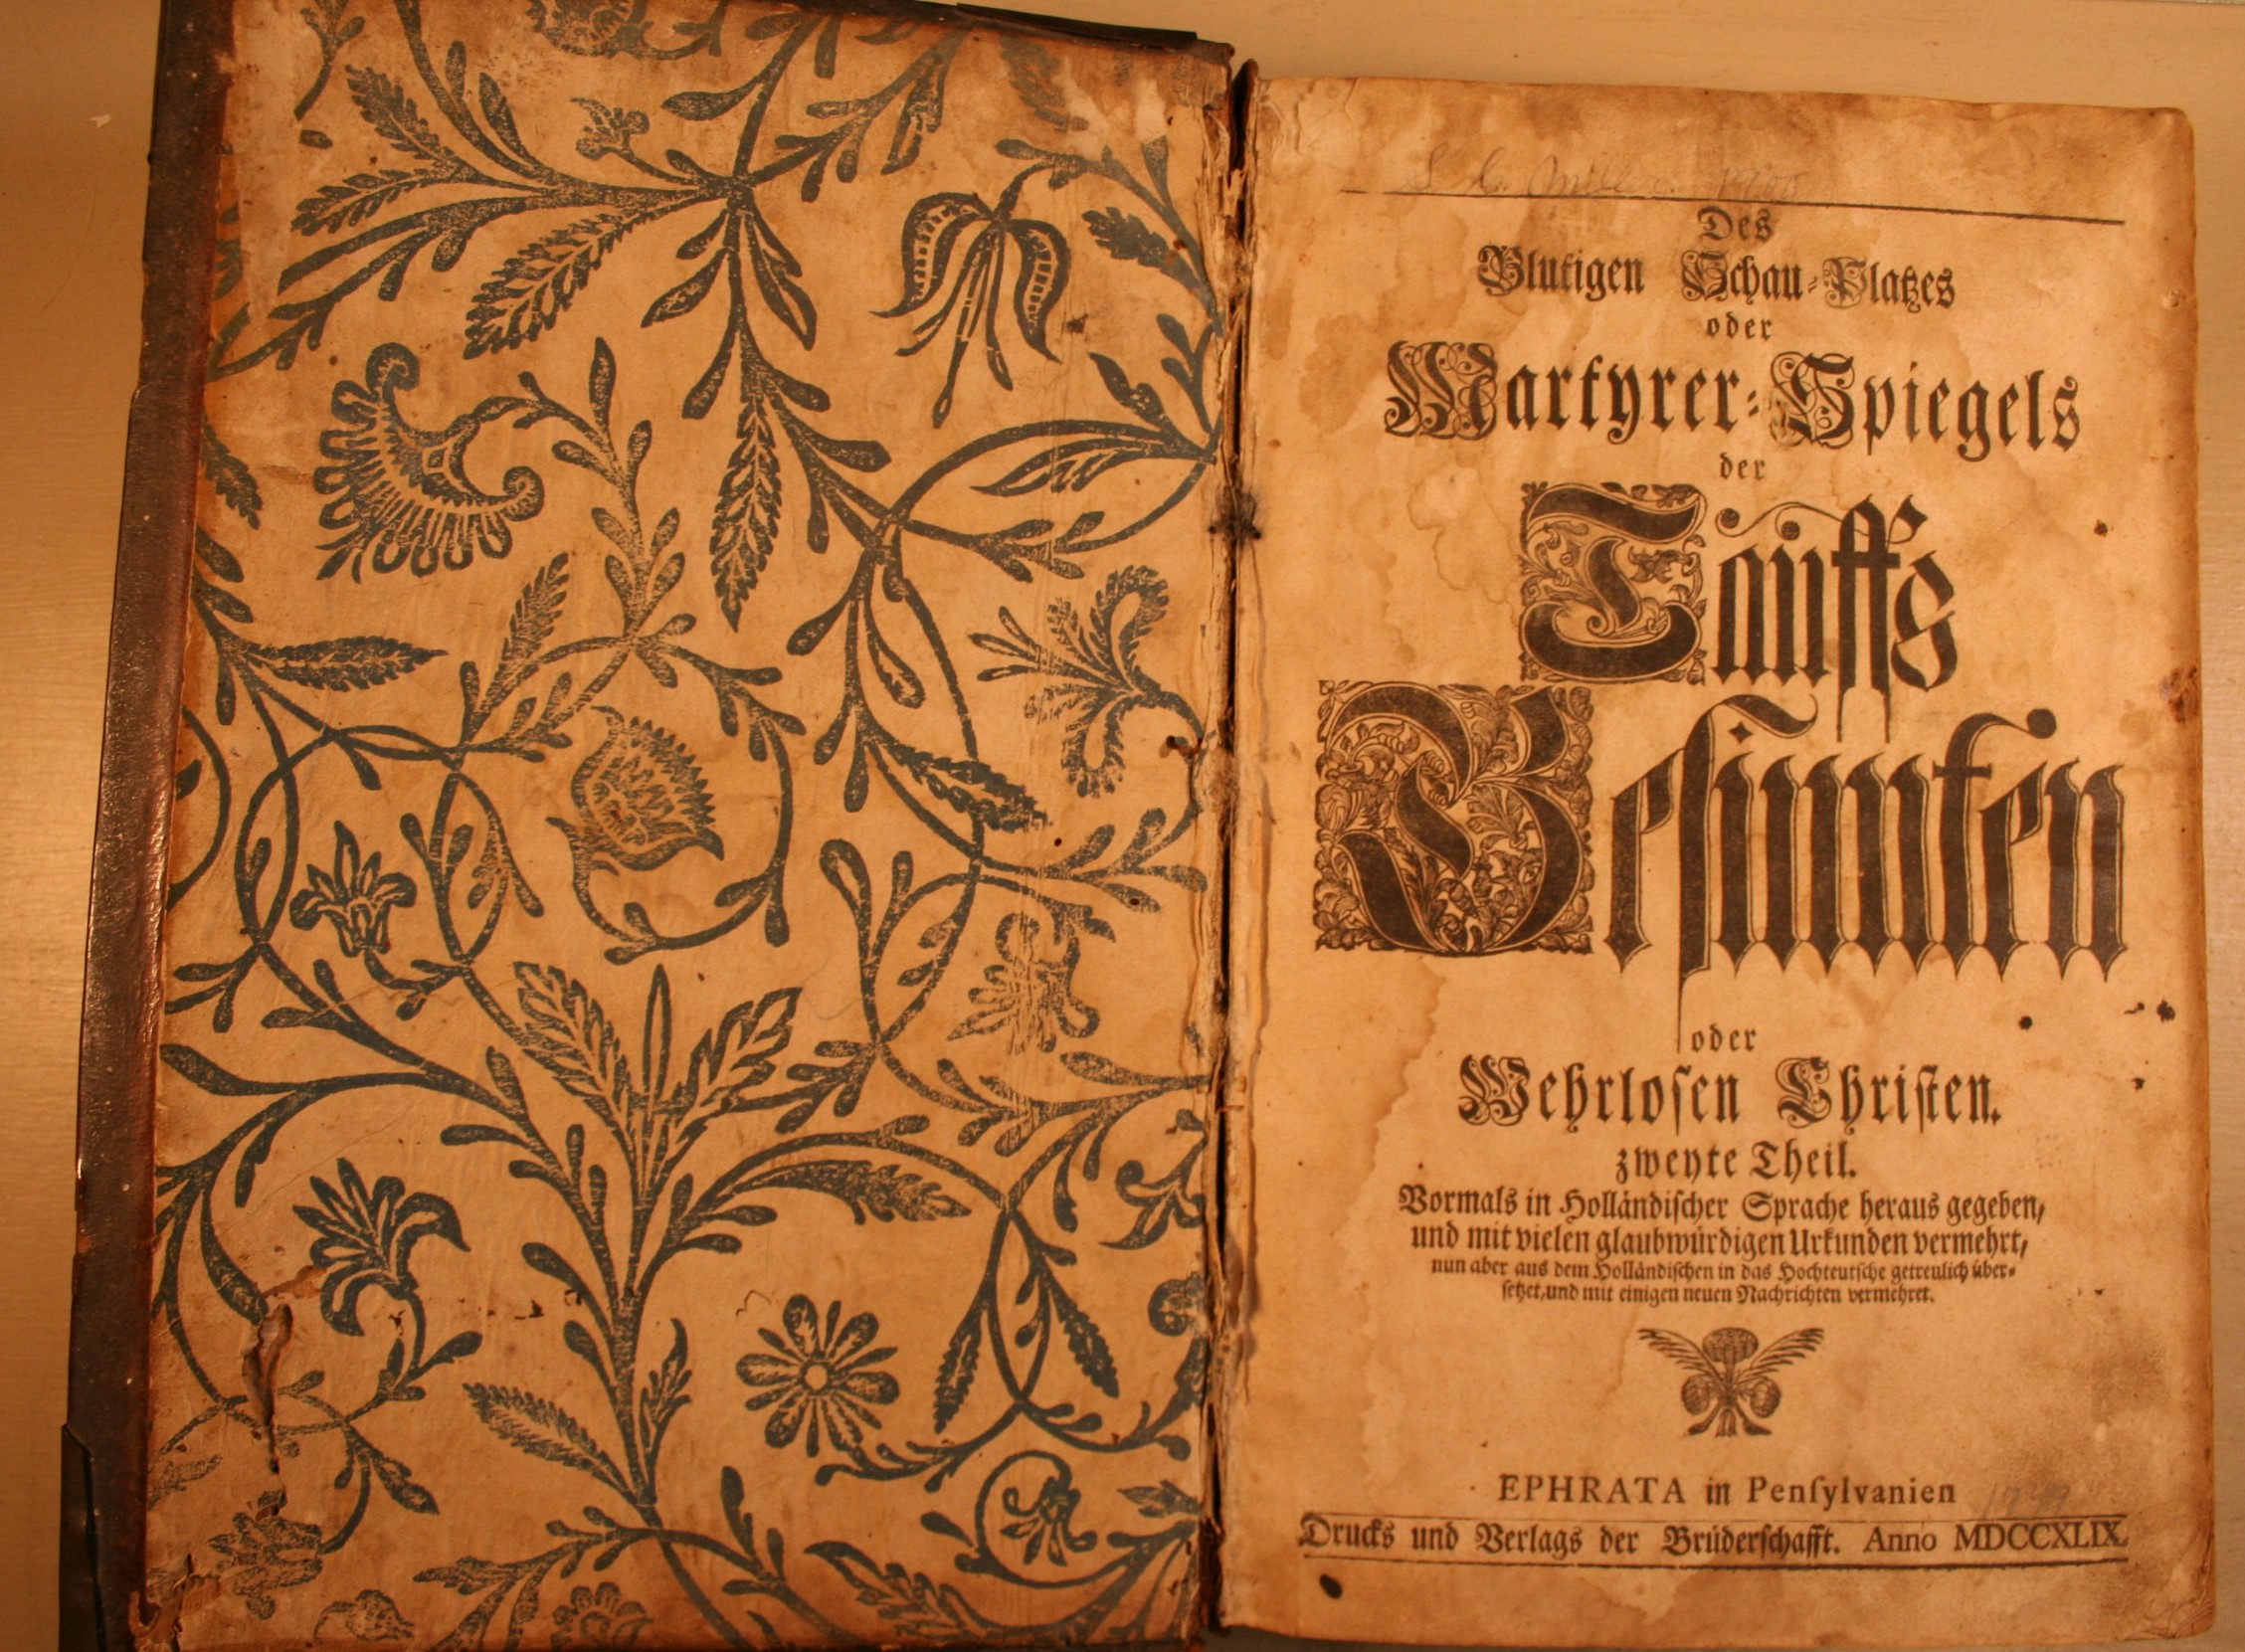 Des
Blutigen Schau-Platzes
oder
Martyrer-Spiegels
der
Tauffs
Gesinnten
oder
Wehrloſen Chriſten.
zweyte Theil.
Vormals in Holländiſcher Sprache heraus gegeben,
und mit vielen glaubwürdigen Urkunden vermehrt,
nun aber aus dem Holländiſchen in das Hochteutſche getreulich über-
ſetzet, und mit einigen neuen Nachrichten vermehret.
EPHRATA in Penſylvanien
1749
Drucks und Verlags der Brüderſchafft. Anno MDCCXLIX.